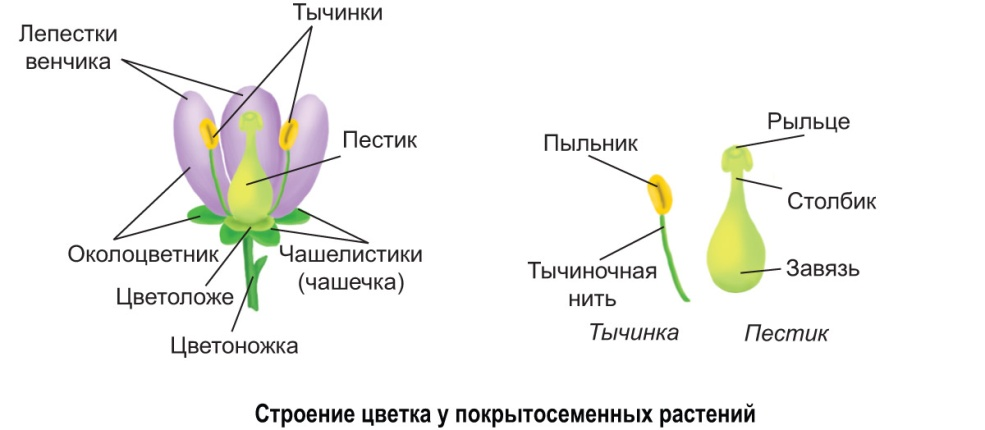 Тычинки
Лепестки
венчика
Пестик
Околоцветник
Чашелистики
(чашечка)
Цветоложе
Цветоножка
Пыльник
Рыльце
Столбик
Тычиночная
нить
Завязь
Тычинка
Пестик
Строение цветка у покрытосеменных растений